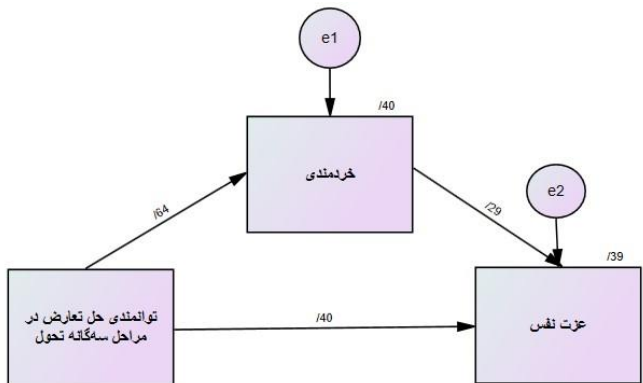 e1
/40
خردمندی
e2
/64
/29
/39
توانمندی حل تعارض در
مراحل سه‌گانه تحول
/40
عزت نفس